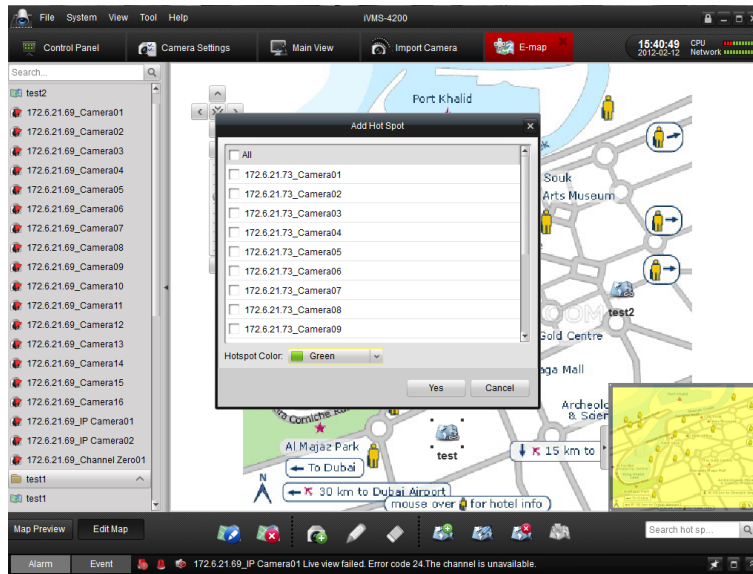 File System View Tool Help
iVMS-4200
Control Panel
Camera Settings
Main View
Import Camera
E-map
15:40:49
2012-02-12
CPU
Network
Search...
test2
172.6.21.69_Camera01
172.6.21.69_Camera02
172.6.21.69_Camera03
172.6.21.69_Camera04
172.6.21.69_Camera05
172.6.21.69_Camera06
172.6.21.69_Camera07
172.6.21.69_Camera08
172.6.21.69_Camera09
172.6.21.69_Camera10
172.6.21.69_Camera11
172.6.21.69_Camera12
172.6.21.69_Camera13
172.6.21.69_Camera14
172.6.21.69_Camera15
172.6.21.69_Camera16
172.6.21.69_IP Camera01
172.6.21.69_IP Camera02
172.6.21.69_Channel Zero01
test1
test1
Port Khalid
Add Hot Spot
All
172.6.21.73_Camera01
172.6.21.73_Camera02
172.6.21.73_Camera03
172.6.21.73_Camera04
172.6.21.73_Camera05
172.6.21.73_Camera06
172.6.21.73_Camera07
172.6.21.73_Camera08
172.6.21.73_Camera09
Hotspot Color: Green
Yes
Cancel
Souk
Arts Museum
test2
Gold Centre
aga Mall
Archeolo
& Scien
Corniche
Al Majaz Park
To Dubai
test
15 km to
N
30 km to Dubai Airport
mouse over for hotel info
Map Preview
Edit Map
Search hot sp...
Alarm
Event
172.6.21.69_IP Camera01 Live view failed. Error code 24.The channel is unavailable.